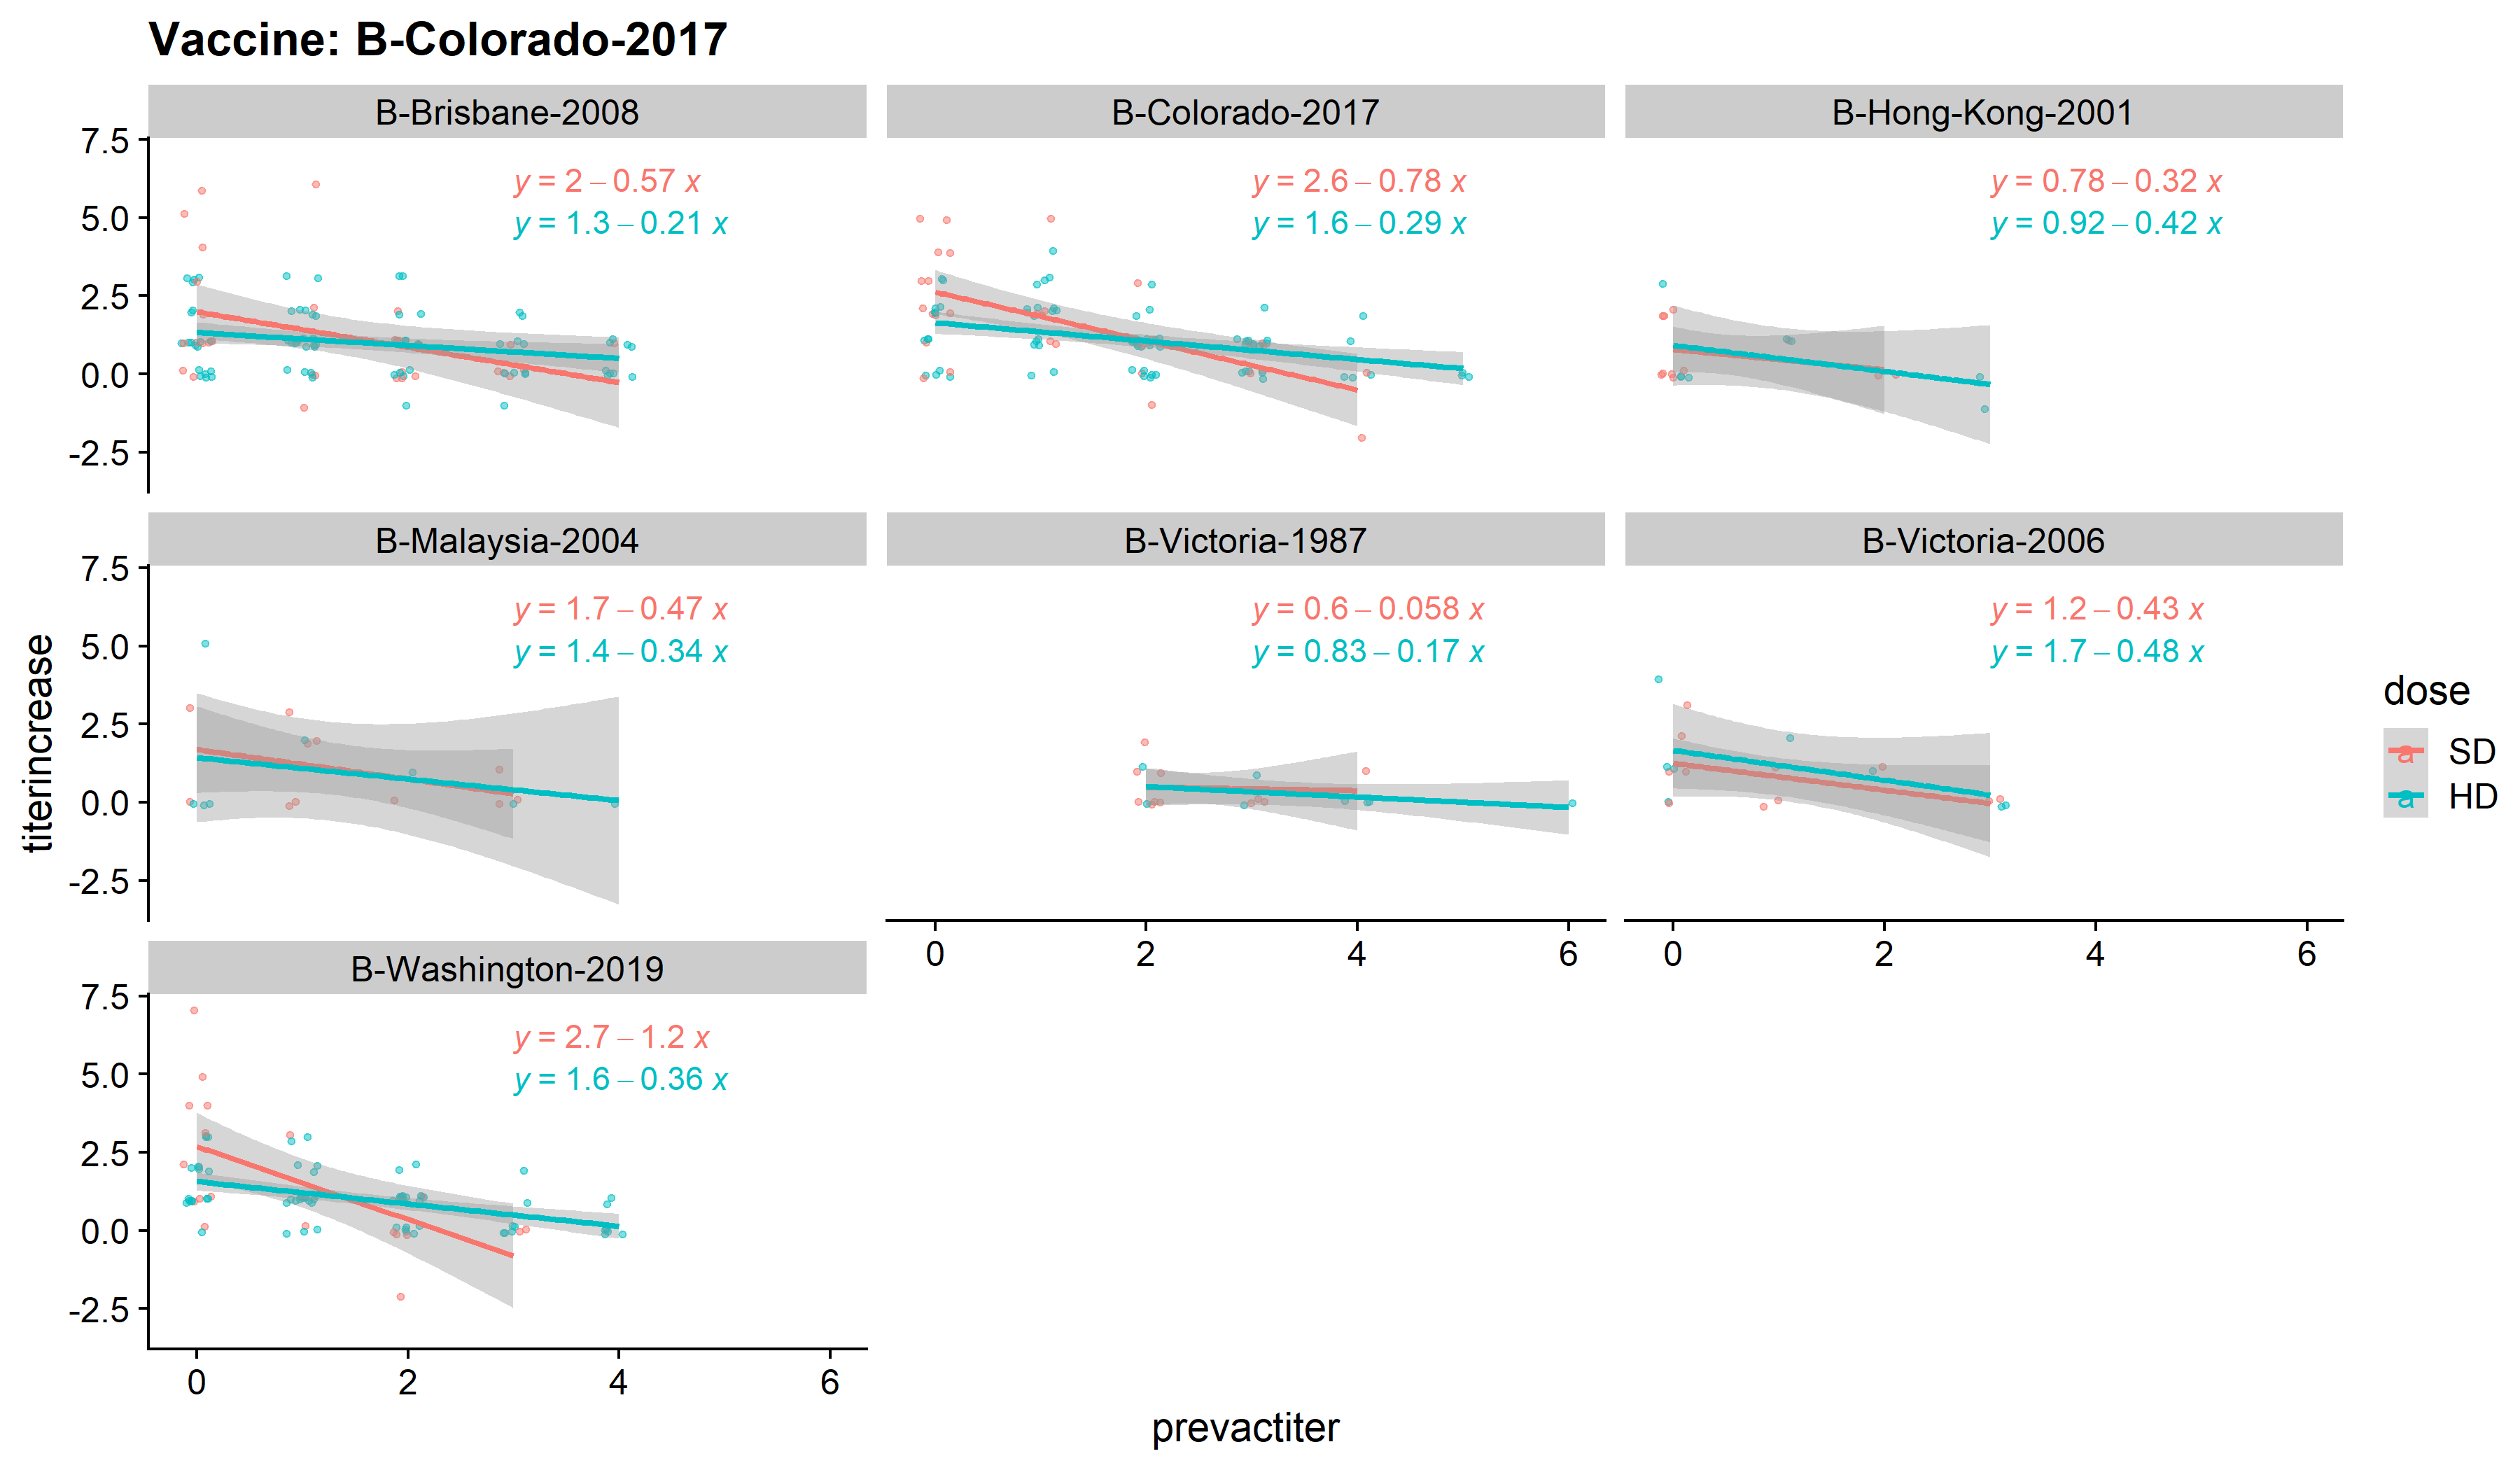 Vaccine: B-Colorado-2017
B-Brisbane-2008
B-Colorado-2017
B-Hong-Kong-2001
7.5
5.0
2.5
0.0
-2.5
y = 2 – 0.57 x
y = 1.3 – 0.21 x
y = 2.6 – 0.78 x
y = 1.6 – 0.29 x
y = 0.78 – 0.32 x
y = 0.92 – 0.42 x
B-Malaysia-2004
B-Victoria-1987
B-Victoria-2006
7.5
5.0
2.5
0.0
-2.5
y = 1.7 – 0.47 x
y = 1.4 – 0.34 x
y = 0.6 – 0.058 x
y = 0.83 – 0.17 x
y = 1.2 – 0.43 x
y = 1.7 – 0.48 x
0 2 4 6
0 2 4 6
B-Washington-2019
7.5
5.0
2.5
0.0
-2.5
y = 2.7 – 1.2 x
y = 1.6 – 0.36 x
0 2 4 6
titerincrease
prevactiter
dose
a SD
a HD